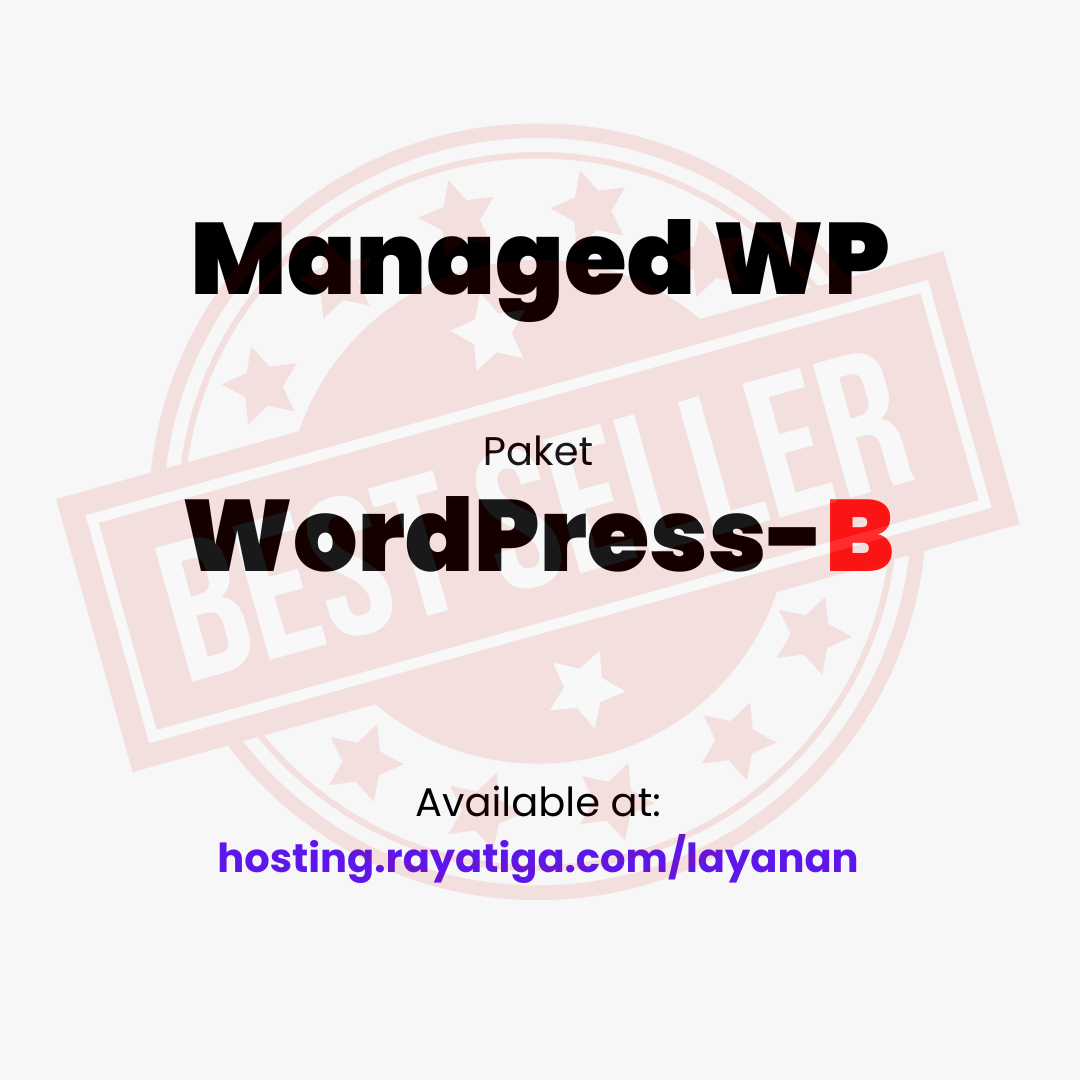 Managed WP
Paket
WordPress-B
BEST SELLER
Available at:
hosting.rayatiga.com/layanan